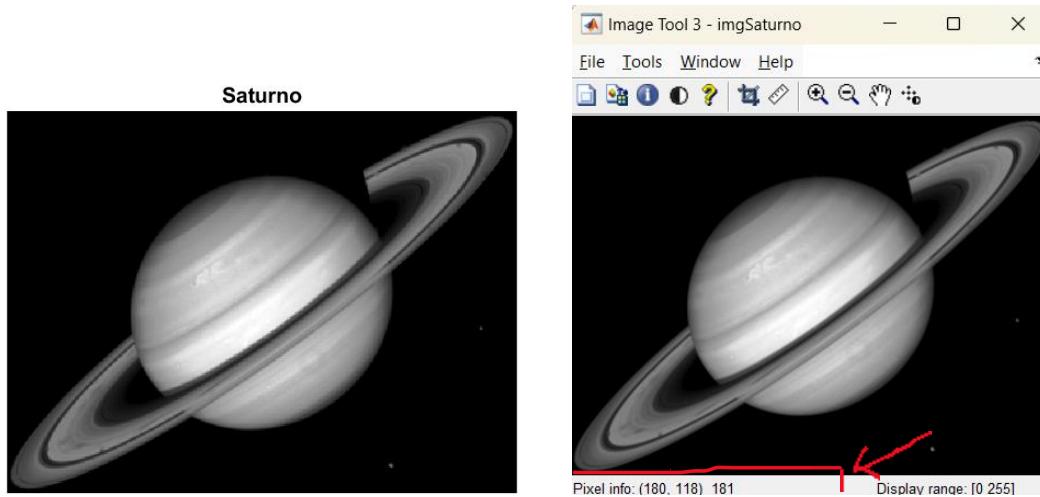 Saturno
Image Tool 3 - imgSaturno
File Tools Window Help
Pixel info: (180, 118) 181
Display range: [0 255]